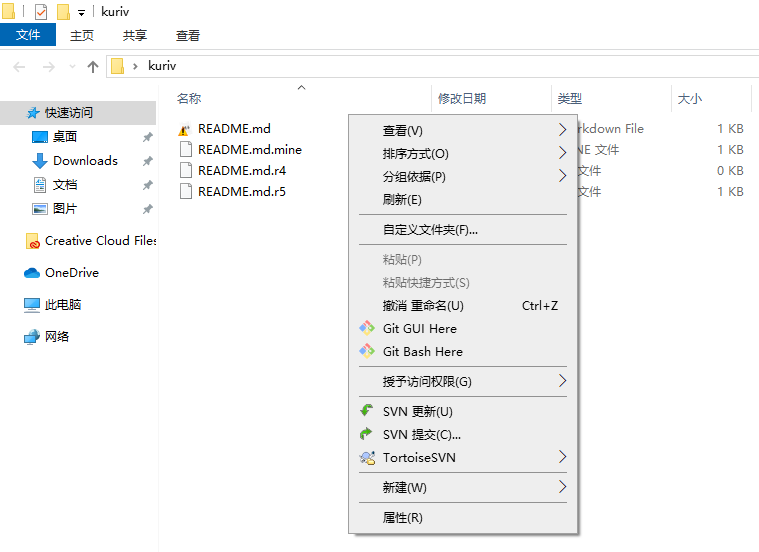 kuriv
文件
主页
共享
查看
kuriv
名称
修改日期
类型
大小
快速访问
桌面
Downloads
文档
图片
Creative Cloud Files
OneDrive
此电脑
网络
README.md
rkdown File
1 KB
README.md.mine
NE 文件
1 KB
README.md.r4
文件
0 KB
README.md.r5
文件
1 KB
查看(V)
排序方式(O)
分组依据(P)
刷新(E)
自定义文件夹(F)...
粘贴(P)
粘贴快捷方式(S)
撤消 重命名(U) Ctrl+Z
Git GUI Here
Git Bash Here
授予访问权限(G)
SVN 更新(U)
SVN 提交(C)...
TortoiseSVN
新建(W)
属性(R)